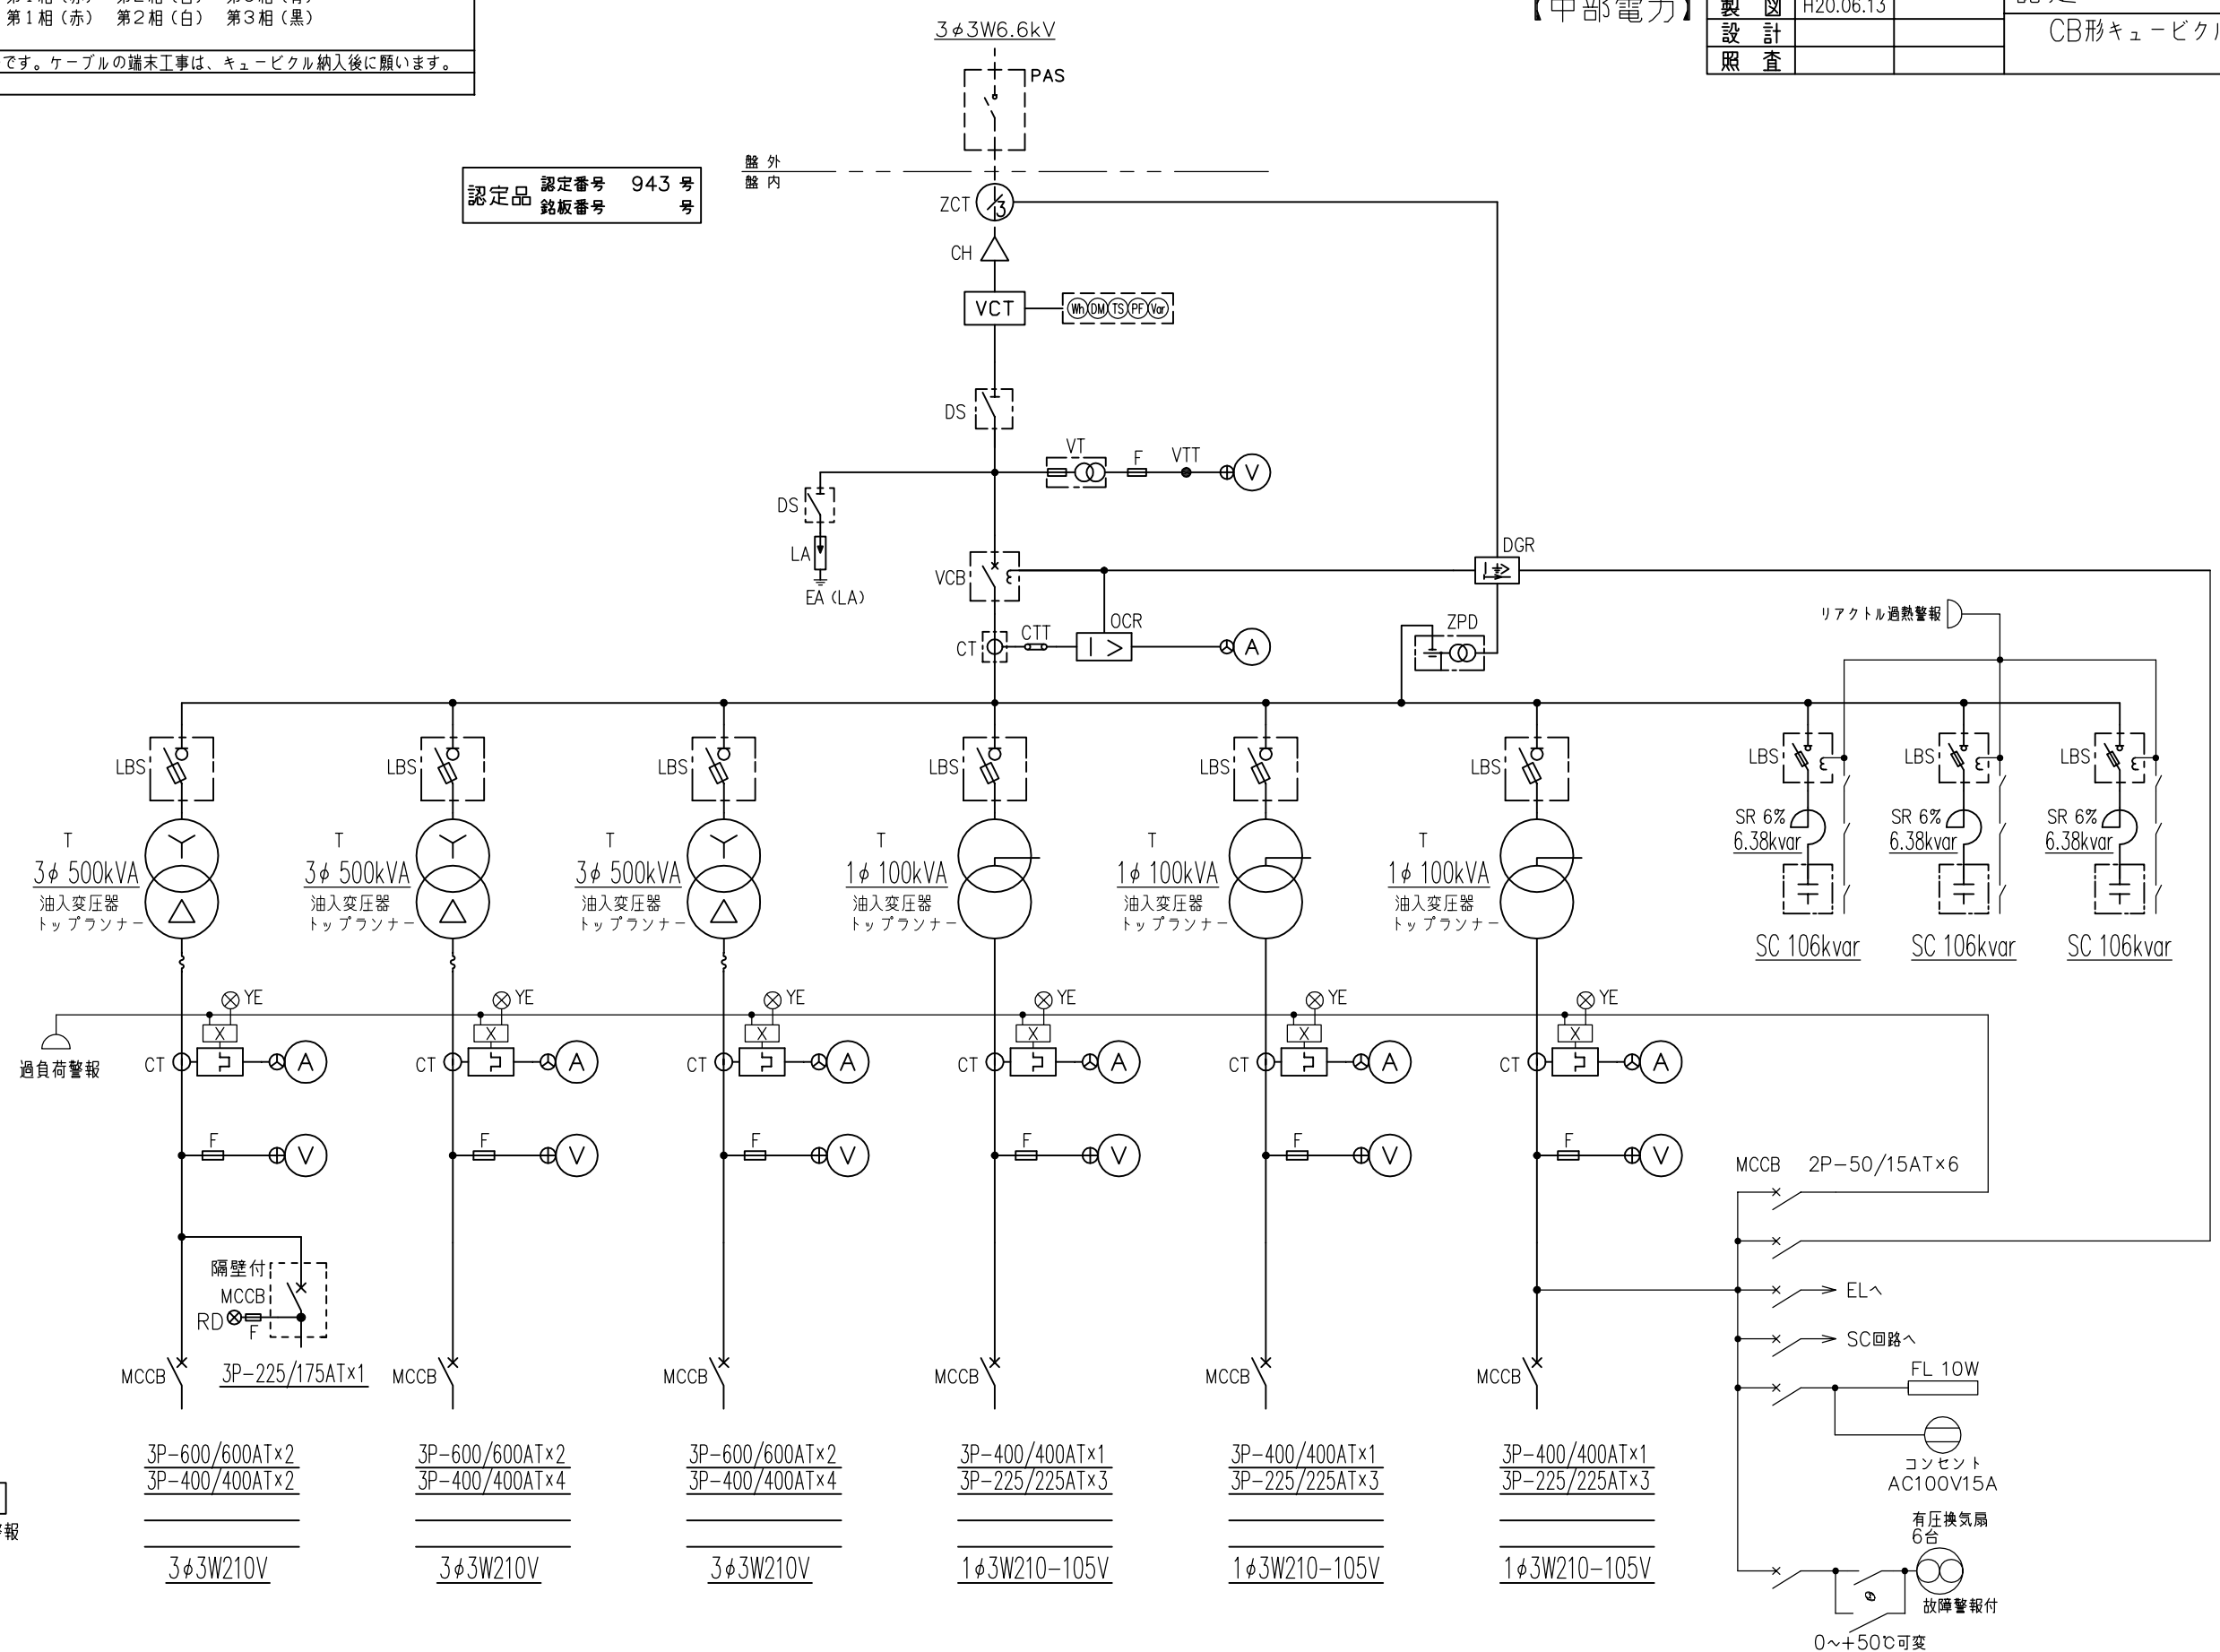 第1相（赤） 第2相（白） 第3相（黒）
です。ケーブルの端末工事は、キュービクル納入後に願います。
【中部電力】
製 図 H20.06.13
設 計
照 査
CB形キュービクル
3φ3W6.6kV
PAS
盤 外
盤 内
認定品
認定番号 943 号
銘板番号 号
ZCT
3
CH
VCT
Wh DM TS PF Var
DS
VT
F
VTT
V
DS
LA
EA (LA)
VCB
DGR
I >
OCR
I >
CT
CTT
A
ZPD
リアクトル過熱警報
LBS
LBS
LBS
LBS
LBS
LBS
LBS
LBS
LBS
T
3φ 500kVA
油入変圧器
トップランナー
T
3φ 500kVA
油入変圧器
トップランナー
T
3φ 500kVA
油入変圧器
トップランナー
T
1φ 100kVA
油入変圧器
トップランナー
T
1φ 100kVA
油入変圧器
トップランナー
T
1φ 100kVA
油入変圧器
トップランナー
SR 6%
6.38kvar
SC 106kvar
SR 6%
6.38kvar
SC 106kvar
SR 6%
6.38kvar
SC 106kvar
過負荷警報
YE
X
CT
A
F
V
YE
X
CT
A
F
V
YE
X
CT
A
F
V
YE
X
CT
A
F
V
YE
X
CT
A
F
V
YE
X
CT
A
F
V
隔壁付
MCCB
RD
F
3P-225/175AT×1
MCCB
MCCB
MCCB
MCCB
MCCB
MCCB
3P-600/600AT×2
3P-400/400AT×2
3φ3W210V
3P-600/600AT×2
3P-400/400AT×4
3φ3W210V
3P-600/600AT×2
3P-400/400AT×4
3φ3W210V
3P-400/400AT×1
3P-225/225AT×3
1φ3W210-105V
3P-400/400AT×1
3P-225/225AT×3
1φ3W210-105V
3P-400/400AT×1
3P-225/225AT×3
1φ3W210-105V
MCCB 2P-50/15AT×6
ELへ
SC回路へ
FL 10W
コンセント
AC100V15A
有圧換気扇
6台
θ
故障警報付
0～+50℃可変
報